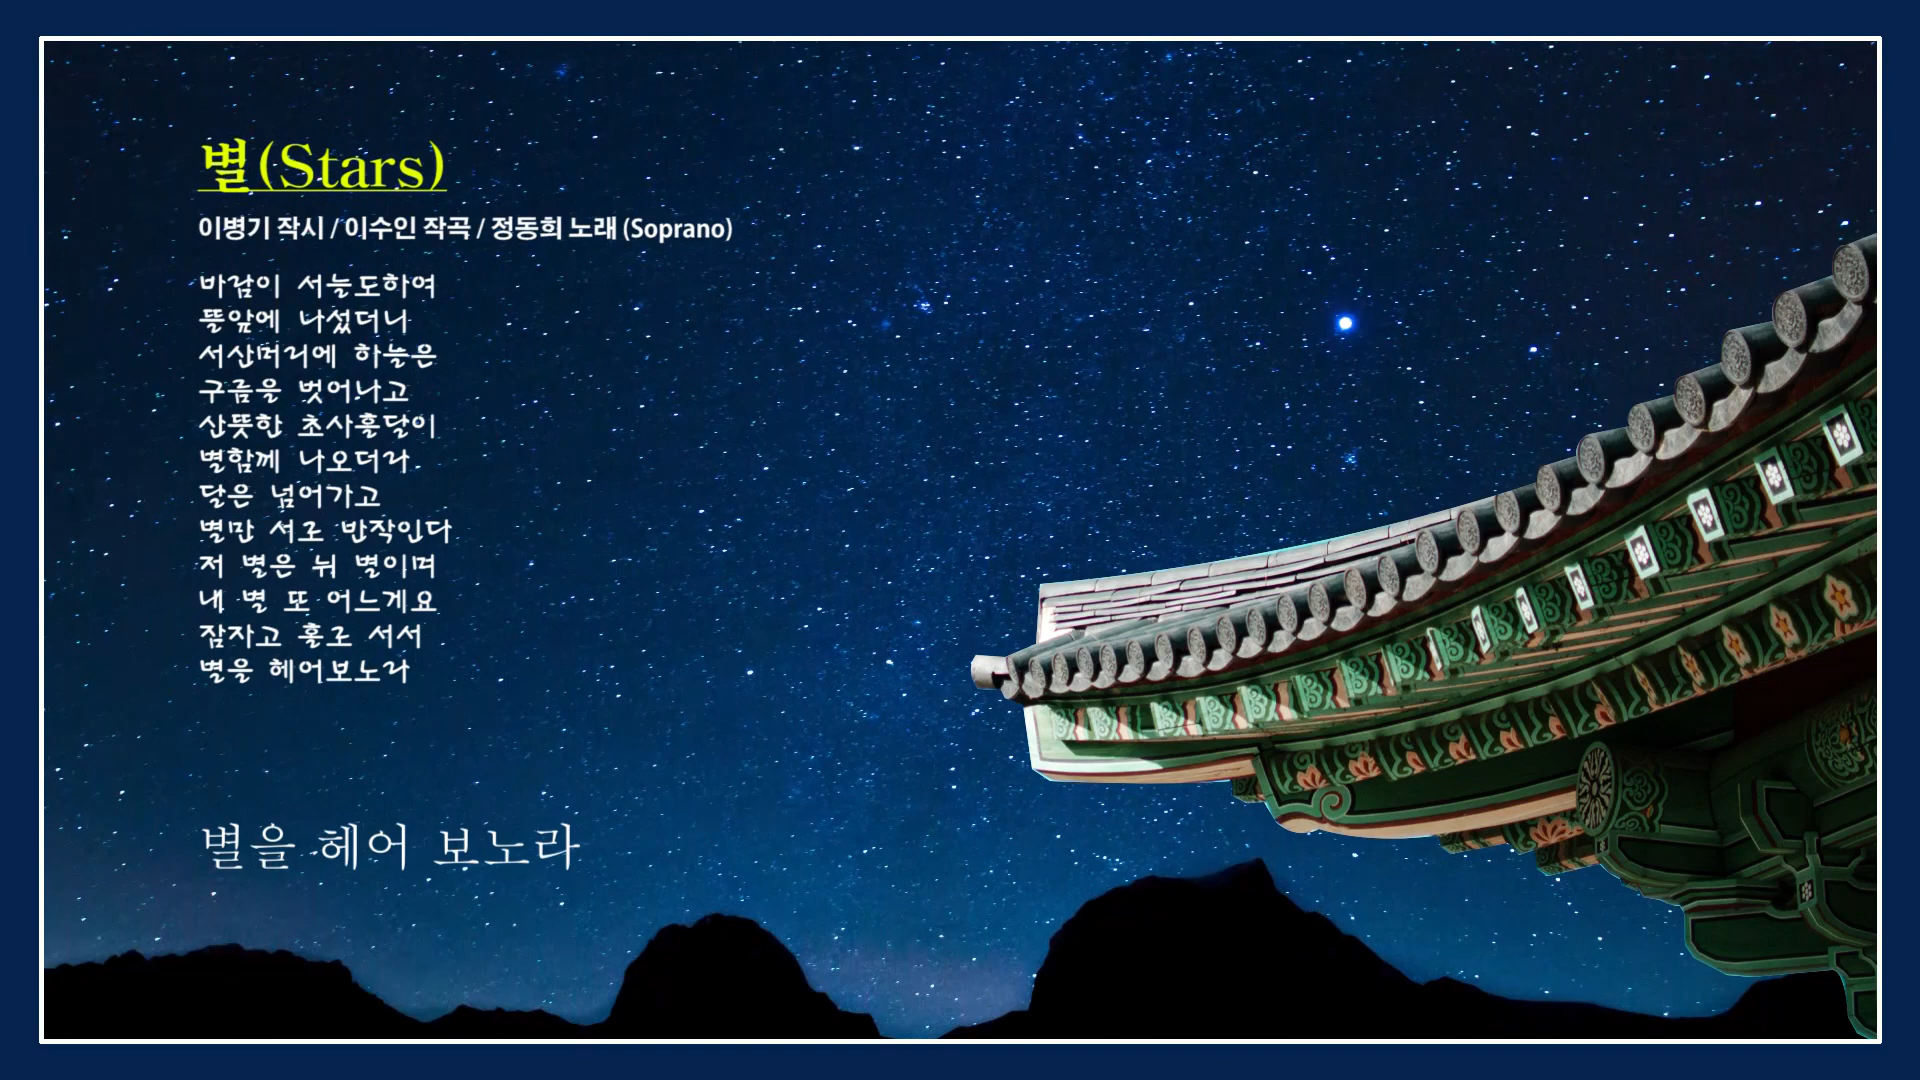 별(Stars)
이병기 작시 / 이수인 작곡 / 정동희 노래 (Soprano)
바람이 서늘도하여
뜰앞에 나섰더니
서산머리에 하늘은
구름을 벗어나고
산뜻한 초사흘달이
별함께 나오더라
달은 넘어가고
별만 서로 반작인다
저 별은 뉘 별이며
내 별 또 어느게요
잠자고 홀로 서서
별을 헤어보노라
별을 헤어 보노라